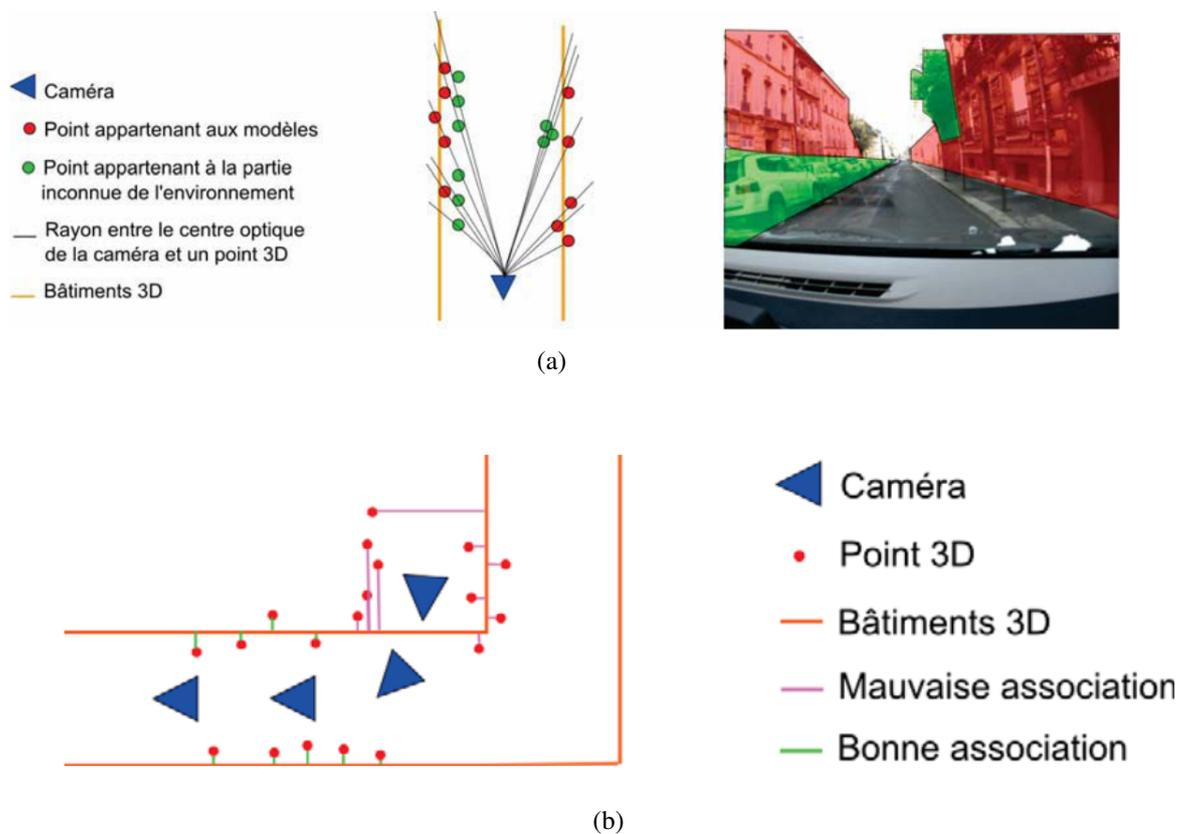 Caméra
Point appartenant aux modèles
Point appartenant à la partie
inconnue de l'environnement
Rayon entre le centre optique
de la caméra et un point 3D
Bâtiments 3D
(a)
Caméra
Point 3D
Bâtiments 3D
Mauvaise association
Bonne association
(b)